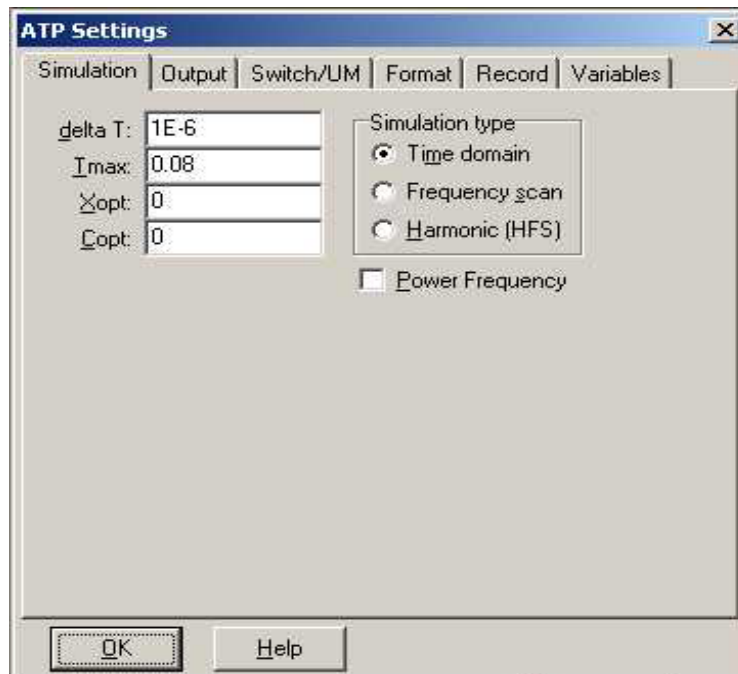 ATP Settings
Simulation Output Switch/UM Format Record Variables
delta T: 1E-6
Tmax: 0.08
Xopt: 0
Copt: 0
Simulation type
Time domain
Frequency scan
Harmonic (HFS)
Power Frequency
OK Help